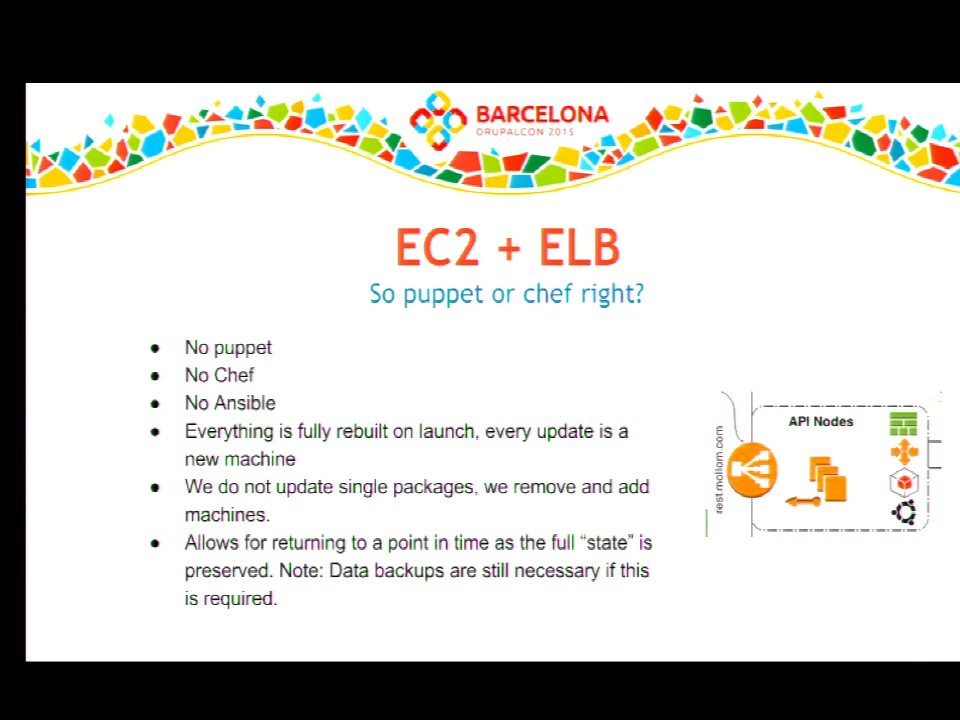 BARCELONA
DRUPALCON 2015
EC2 + ELB
So puppet or chef right?
● No puppet
● No Chef
● No Ansible
● Everything is fully rebuilt on launch, every update is a
new machine
● We do not update single packages, we remove and add
machines.
● Allows for returning to a point in time as the full “state” is
preserved. Note: Data backups are still necessary if this
is required.
API Nodes
rest.mollom.com